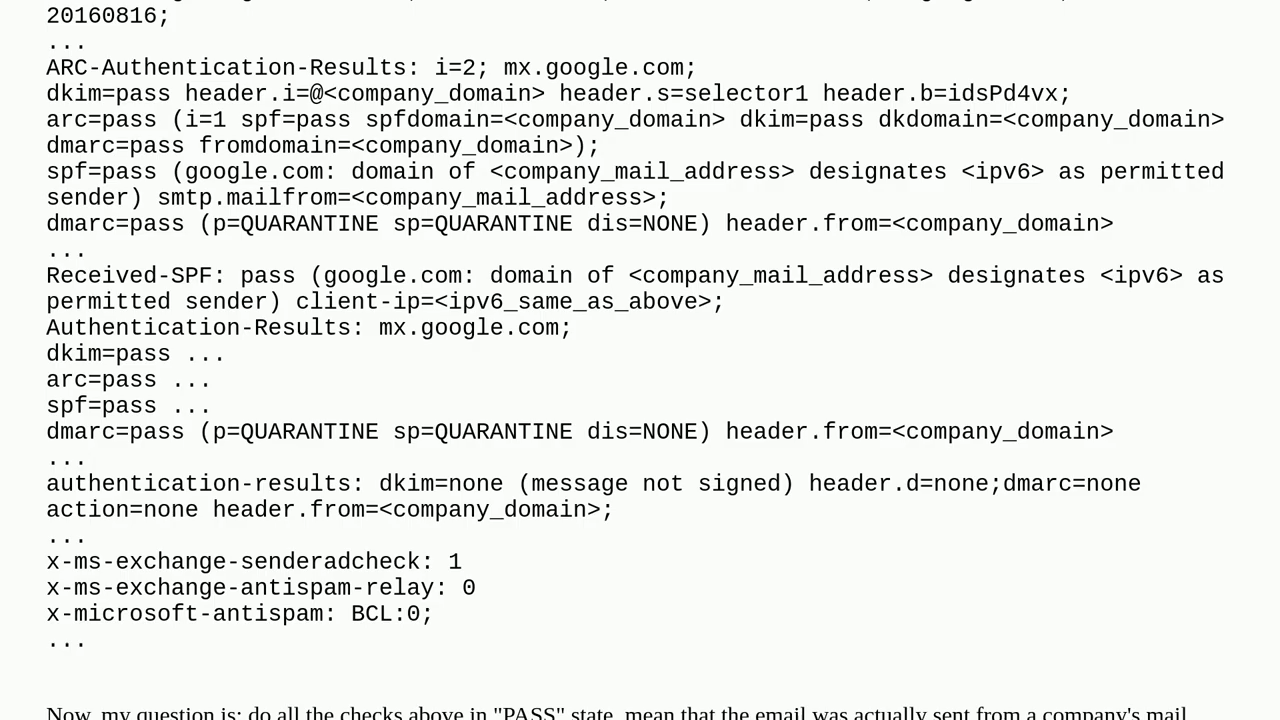 20160816;
...
ARC-Authentication-Results: i=2; mx.google.com;
dkim=pass header.i=@<company_domain> header.s=selector1 header.b=idsPd4vx;
arc=pass (i=1 spf=pass spfdomain=<company_domain> dkim=pass dkdomain=<company_domain>
dmarc=pass fromdomain=<company_domain>);
spf=pass (google.com: domain of <company_mail_address> designates <ipv6> as permitted
sender) smtp.mailfrom=<company_mail_address>;
dmarc=pass (p=QUARANTINE sp=QUARANTINE dis=NONE) header.from=<company_domain>
...
Received-SPF: pass (google.com: domain of <company_mail_address> designates <ipv6> as
permitted sender) client-ip=<ipv6_same_as_above>;
Authentication-Results: mx.google.com;
dkim=pass ...
arc=pass ...
spf=pass ...
dmarc=pass (p=QUARANTINE sp=QUARANTINE dis=NONE) header.from=<company_domain>
...
authentication-results: dkim=none (message not signed) header.d=none;dmarc=none
action=none header.from=<company_domain>;
...
x-ms-exchange-senderadcheck: 1
x-ms-exchange-antispam-relay: 0
x-microsoft-antispam: BCL:0;
...
Now, my question is: do all the checks above in "PASS" state, mean that the email was actually sent from a company's mail